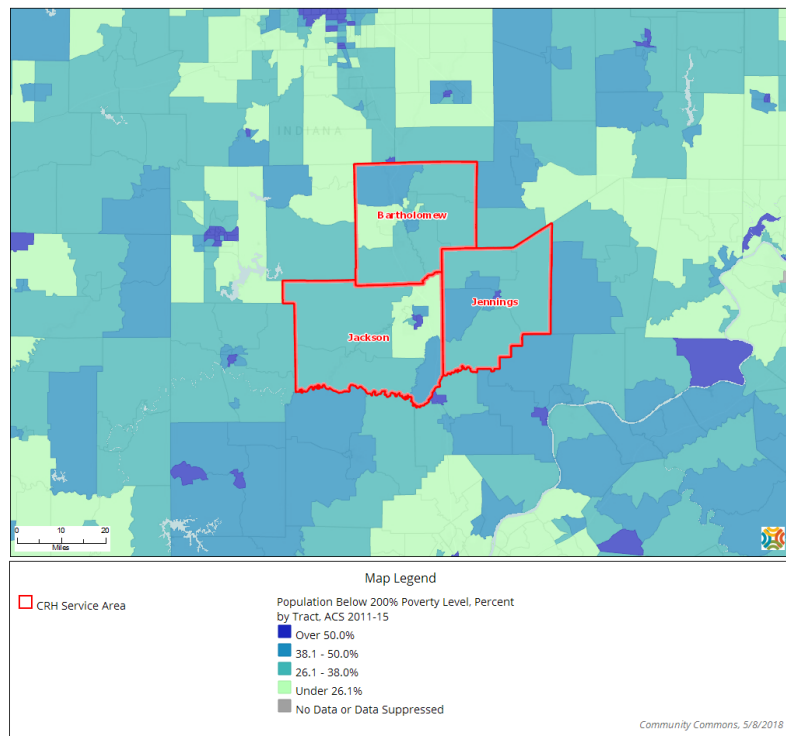 INDIANA
Bartholomew
Jennings
Jackson
0 10 20
Miles
Map Legend
CRH Service Area
Population Below 200% Poverty Level, Percent
by Tract, ACS 2011-15
Over 50.0%
38.1 - 50.0%
26.1 - 38.0%
Under 26.1%
No Data or Data Suppressed
Community Commons, 5/8/2018